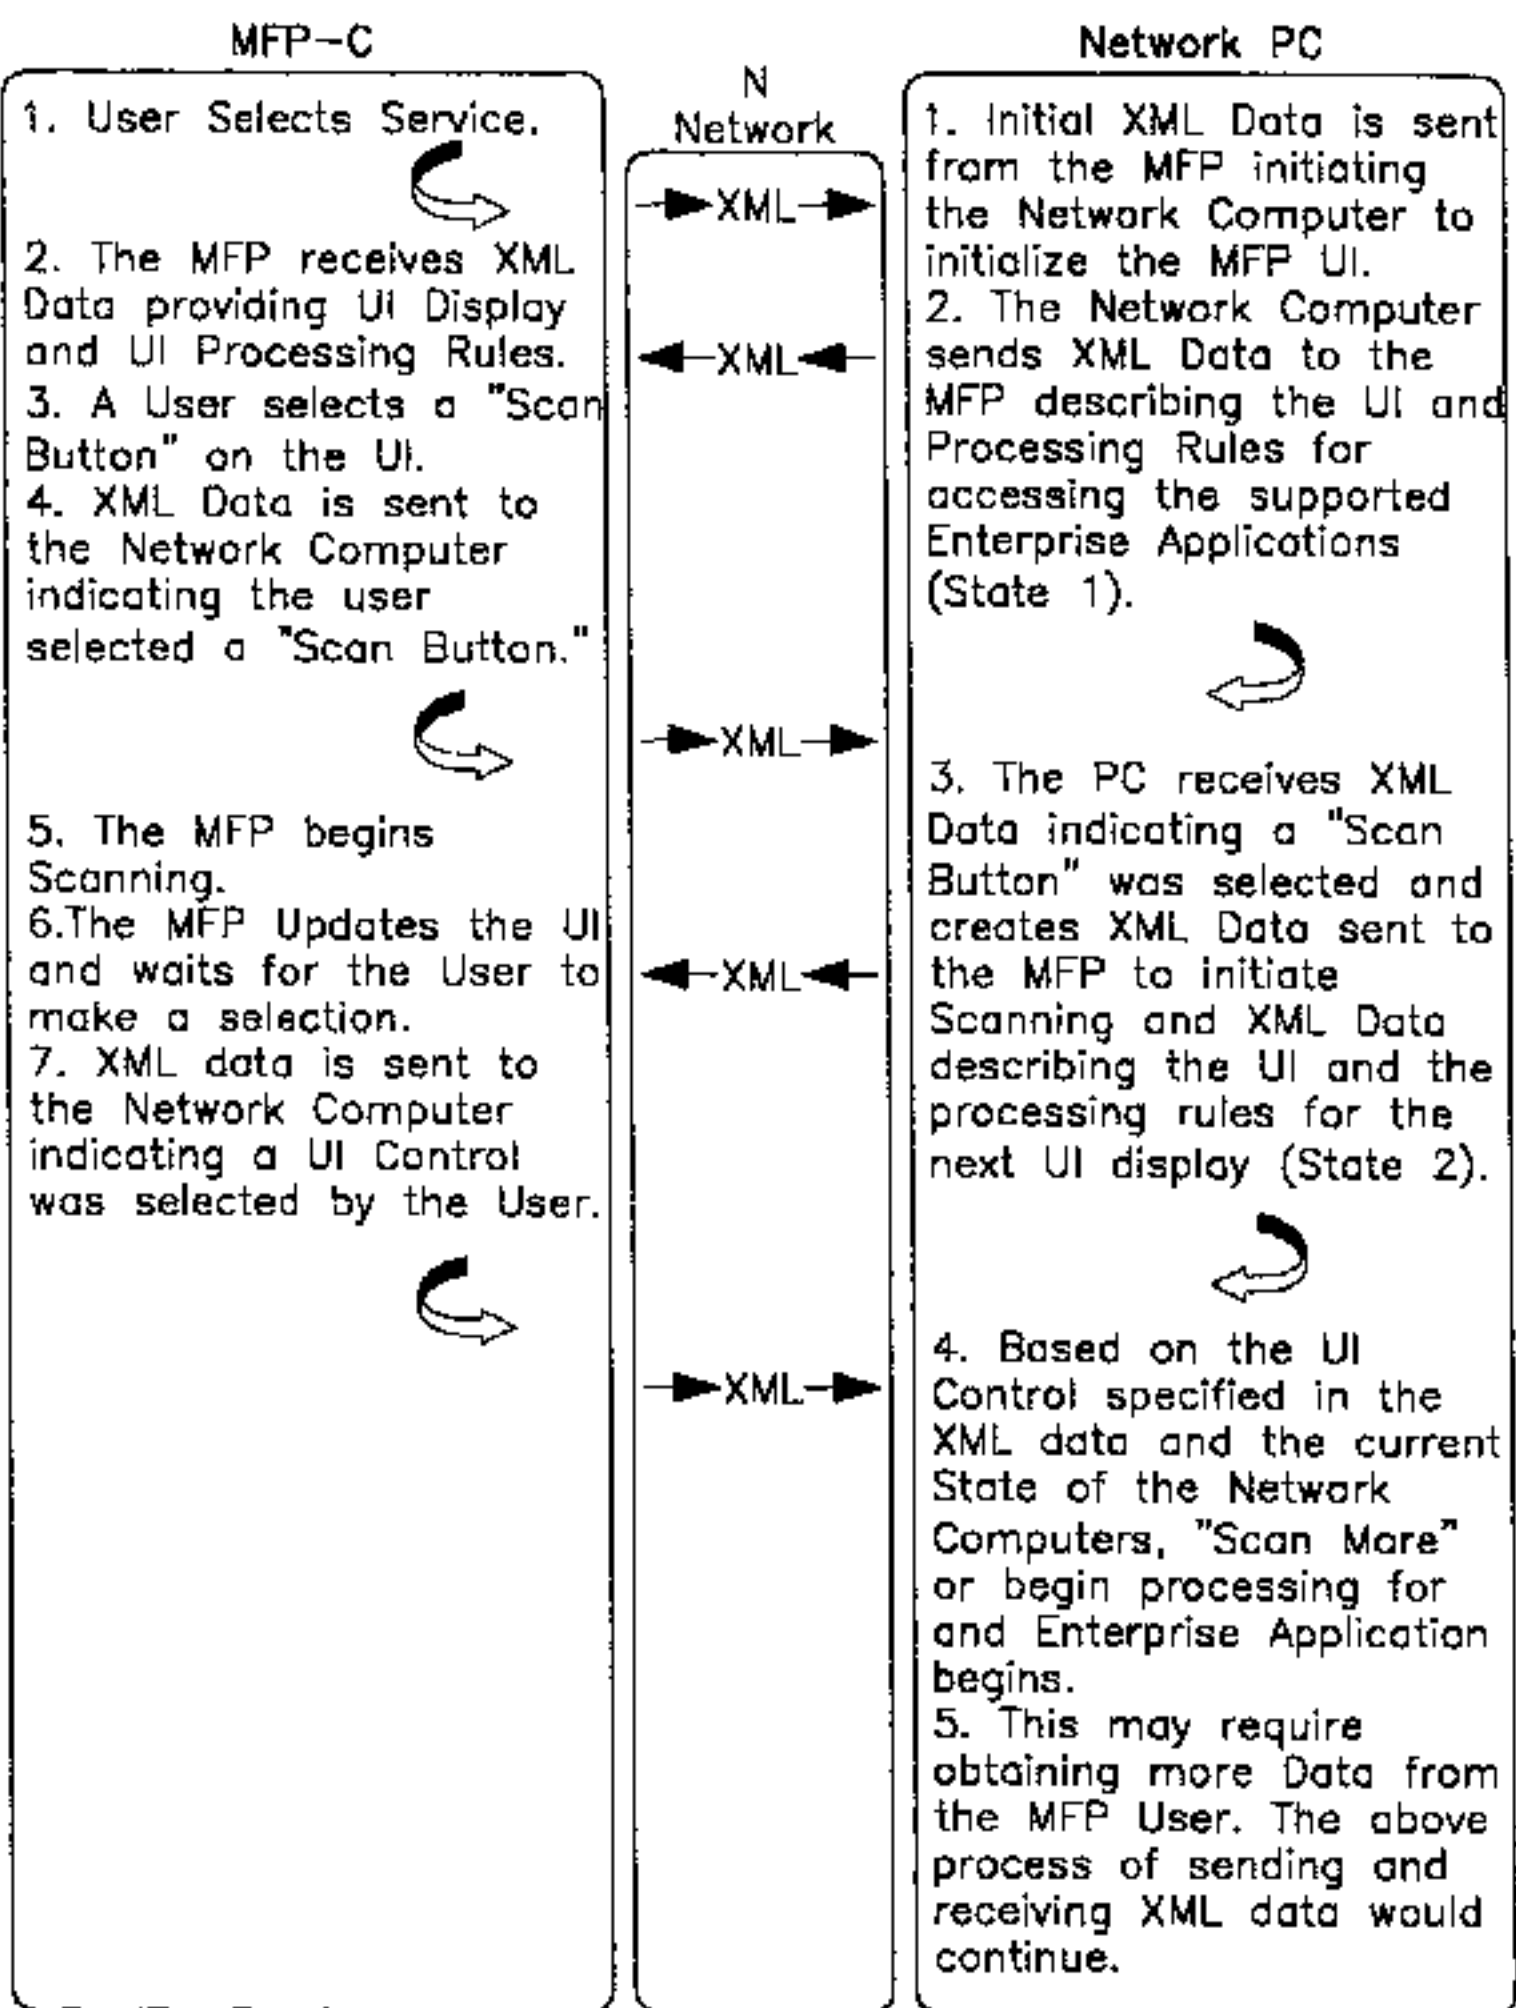 MFP-C
1. User Selects Service.
2. The MFP receives XML
Data providing UI Display
and UI Processing Rules.
3. A User selects a "Scan
Button" on the UI.
4. XML Data is sent to
the Network Computer
indicating the user
selected a "Scan Button."
5. The MFP begins
Scanning.
6.The MFP Updates the UI
and waits for the User to
make a selection.
7. XML data is sent to
the Network Computer
indicating a UI Control
was selected by the User.
N
Network
XML
XML
XML
XML
XML
Network PC
1. Initial XML Data is sent
from the MFP initiating
the Network Computer to
initialize the MFP UI.
2. The Network Computer
sends XML Data to the
MFP describing the UI and
Processing Rules for
accessing the supported
Enterprise Applications
(State 1).
3. The PC receives XML
Data indicating a "Scan
Button" was selected and
creates XML Data sent to
the MFP to initiate
Scanning and XML Data
describing the UI and the
processing rules for the
next UI display (State 2).
4. Based on the UI
Control specified in the
XML data and the current
State of the Network
Computers, "Scan More"
or begin processing for
and Enterprise Application
begins.
5. This may require
obtaining more Data from
the MFP User. The above
process of sending and
receiving XML data would
continue.